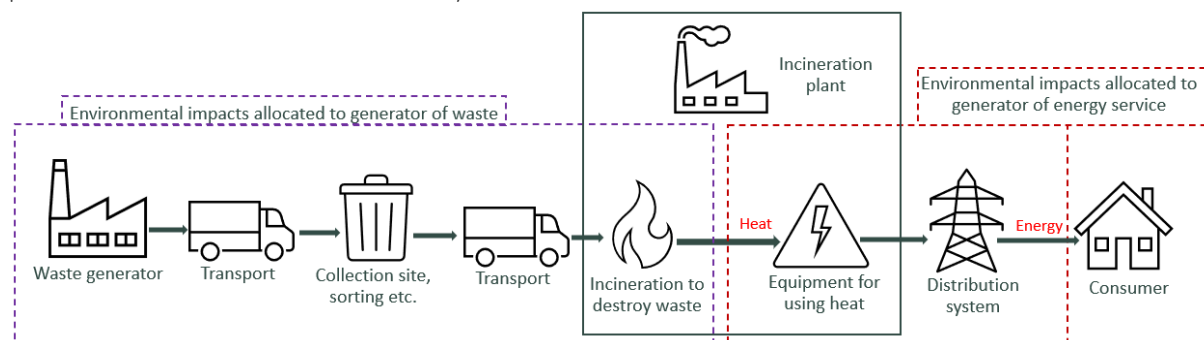 Incineration
plant
Environmental impacts allocated to
generator of energy service
Environmental impacts allocated to generator of waste
Heat
Energy
Waste generator
Transport
Collection site,
sorting etc.
Transport
Incineration to
destroy waste
Equipment for
using heat
Distribution
system
Consumer